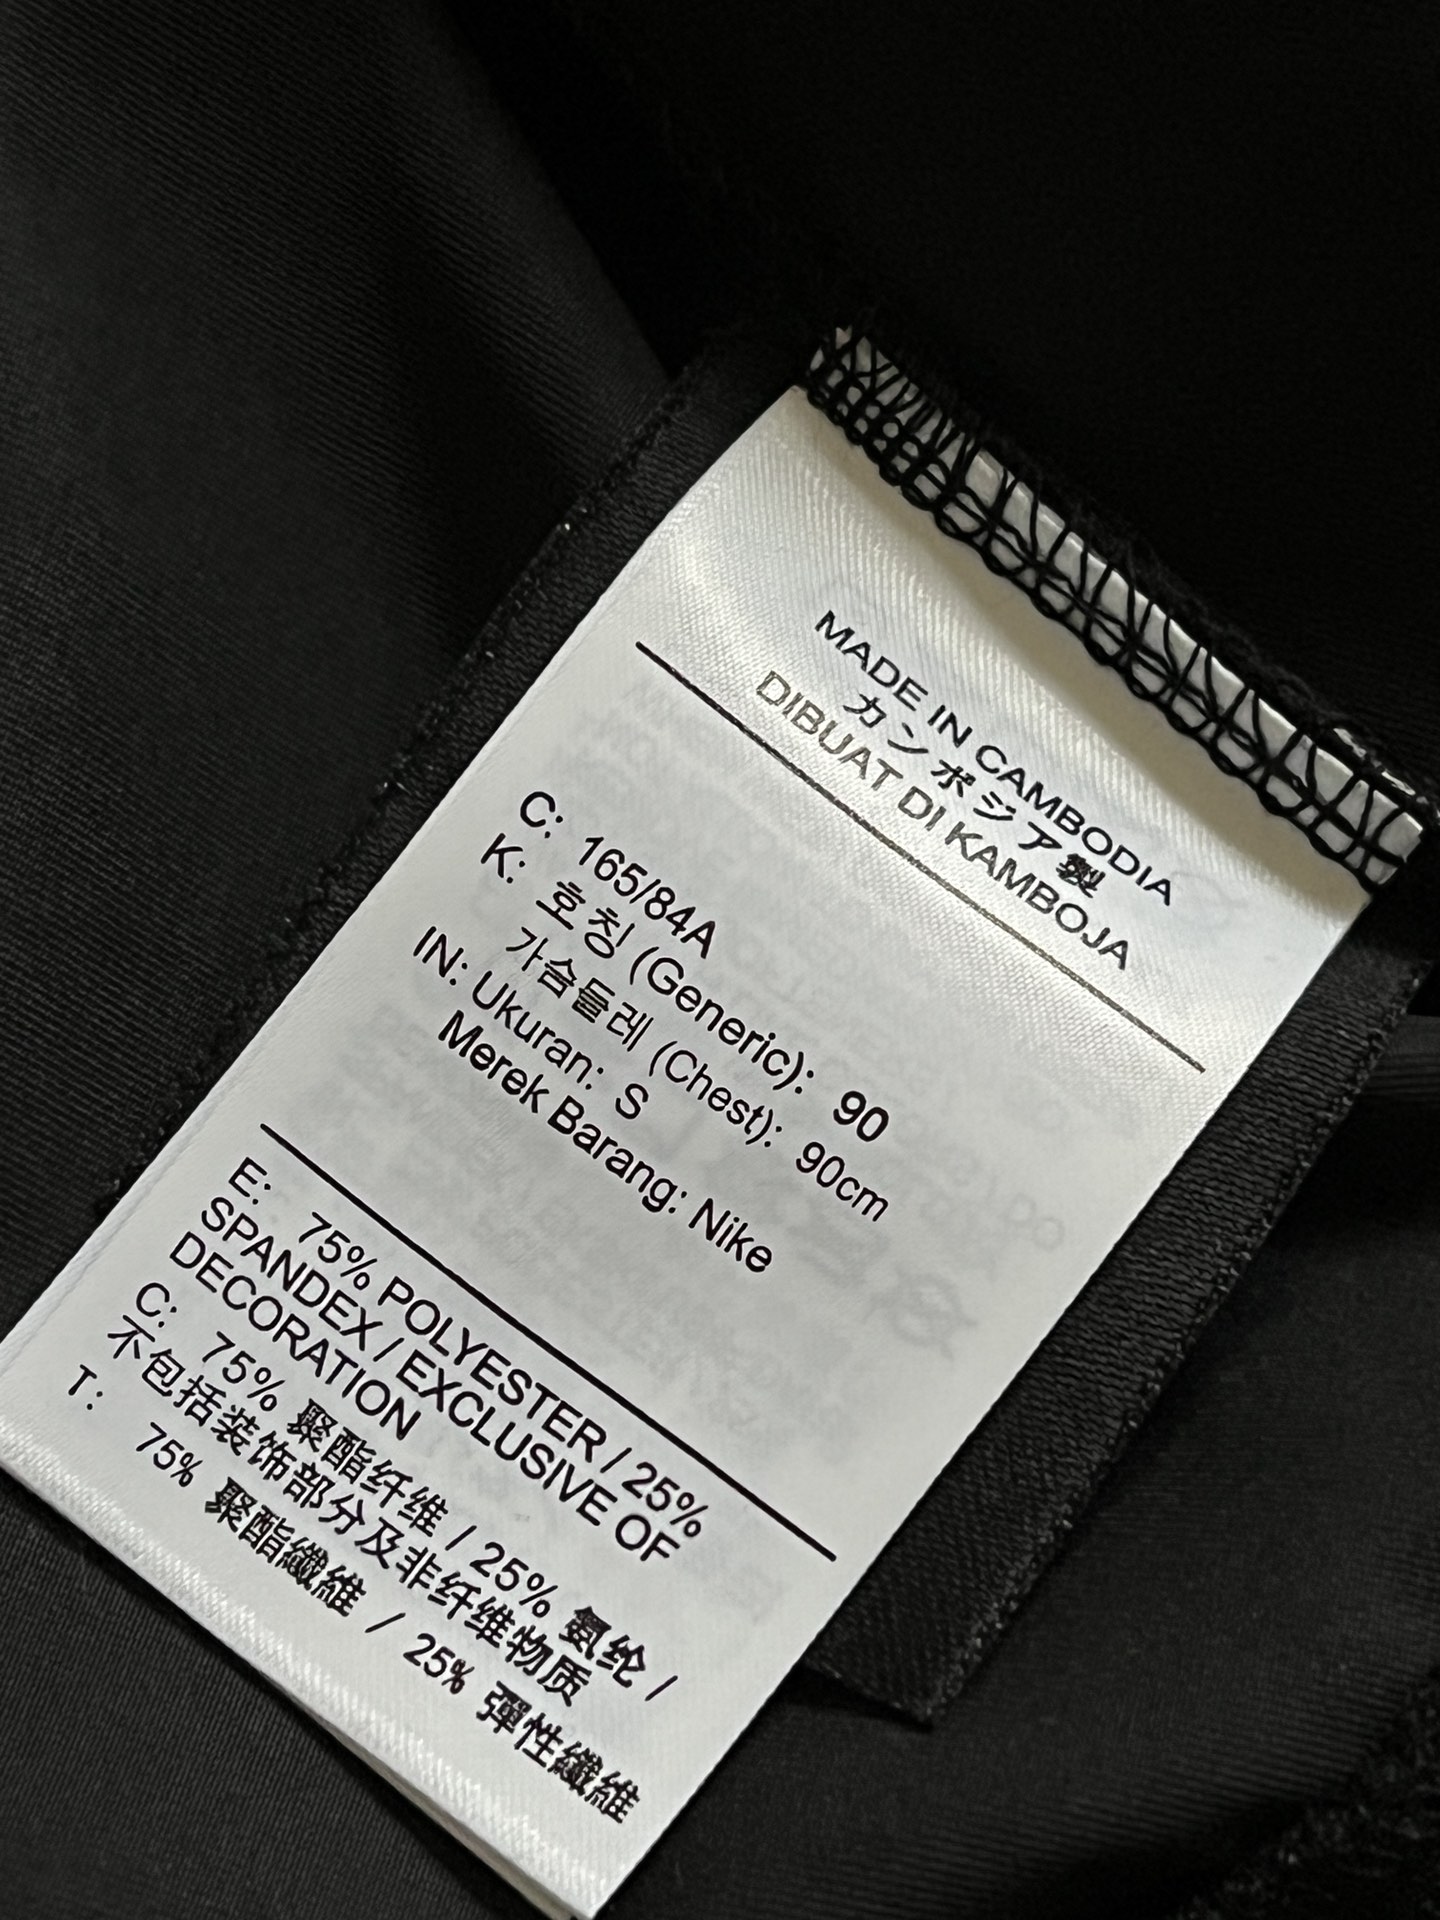 MADE IN CAMBODIA
カンボジア製
DIBUAT DI KAMBOJA
C: 165/84A
K: 호칭 (Generic): 90
가슴둘레 (Chest): 90cm
IN: Ukuran: S
Merek Barang: Nike
E: 75% POLYESTER / 25%
SPANDEX / EXCLUSIVE OF
DECORATION
C: 75% 聚酯纤维 / 25% 氨纶 /
不包括装饰部分及非纤维物质
T: 75% 聚酯纖維 / 25% 彈性纖維